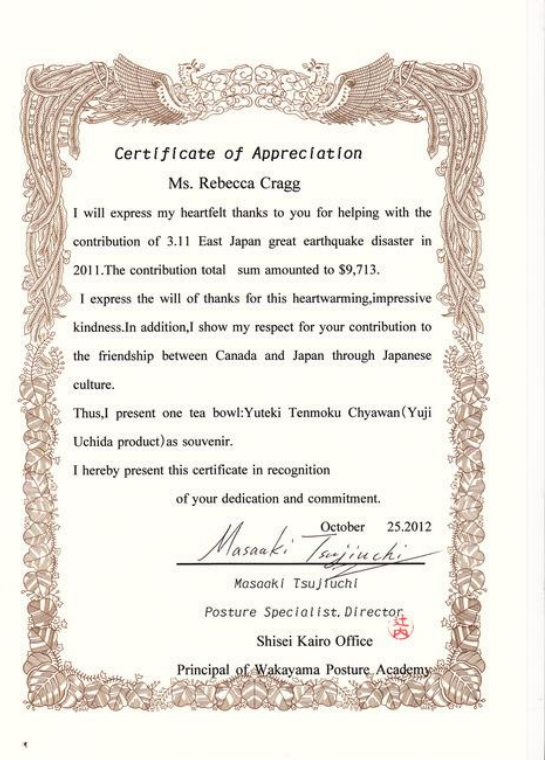 Certificate of Appreciation
Ms. Rebecca Cragg
I will express my heartfelt thanks to you for helping with the
contribution of 3.11 East Japan great earthquake disaster in
2011.The contribution total sum amounted to $9,713.
I express the will of thanks for this heartwarming,impressive
kindness.In addition,I show my respect for your contribution to
the friendship between Canada and Japan through Japanese
culture.
Thus,I present one tea bowl:Yuteki Tenmoku Chyawan(Yuji
Uchida product)as souvenir.
I hereby present this certificate in recognition
of your dedication and commitment.
October 25.2012
Masaaki Tsujiuchi
Masaaki Tsujiuchi
Posture Specialist,Director
辻内
Shisei Kairo Office
Principal of Wakayama Posture Academy